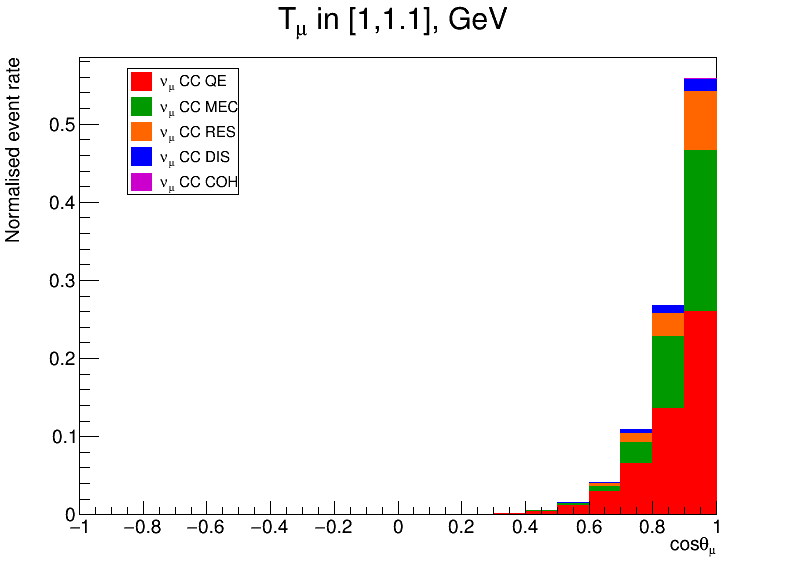 Tμ in [1,1.1], GeV
Normalised event rate
νμ CC QE
νμ CC MEC
νμ CC RES
νμ CC DIS
νμ CC COH
0.5
0.4
0.3
0.2
0.1
0
−1 −0.8 −0.6 −0.4 −0.2 0 0.2 0.4 0.6 0.8 1
cosθμ